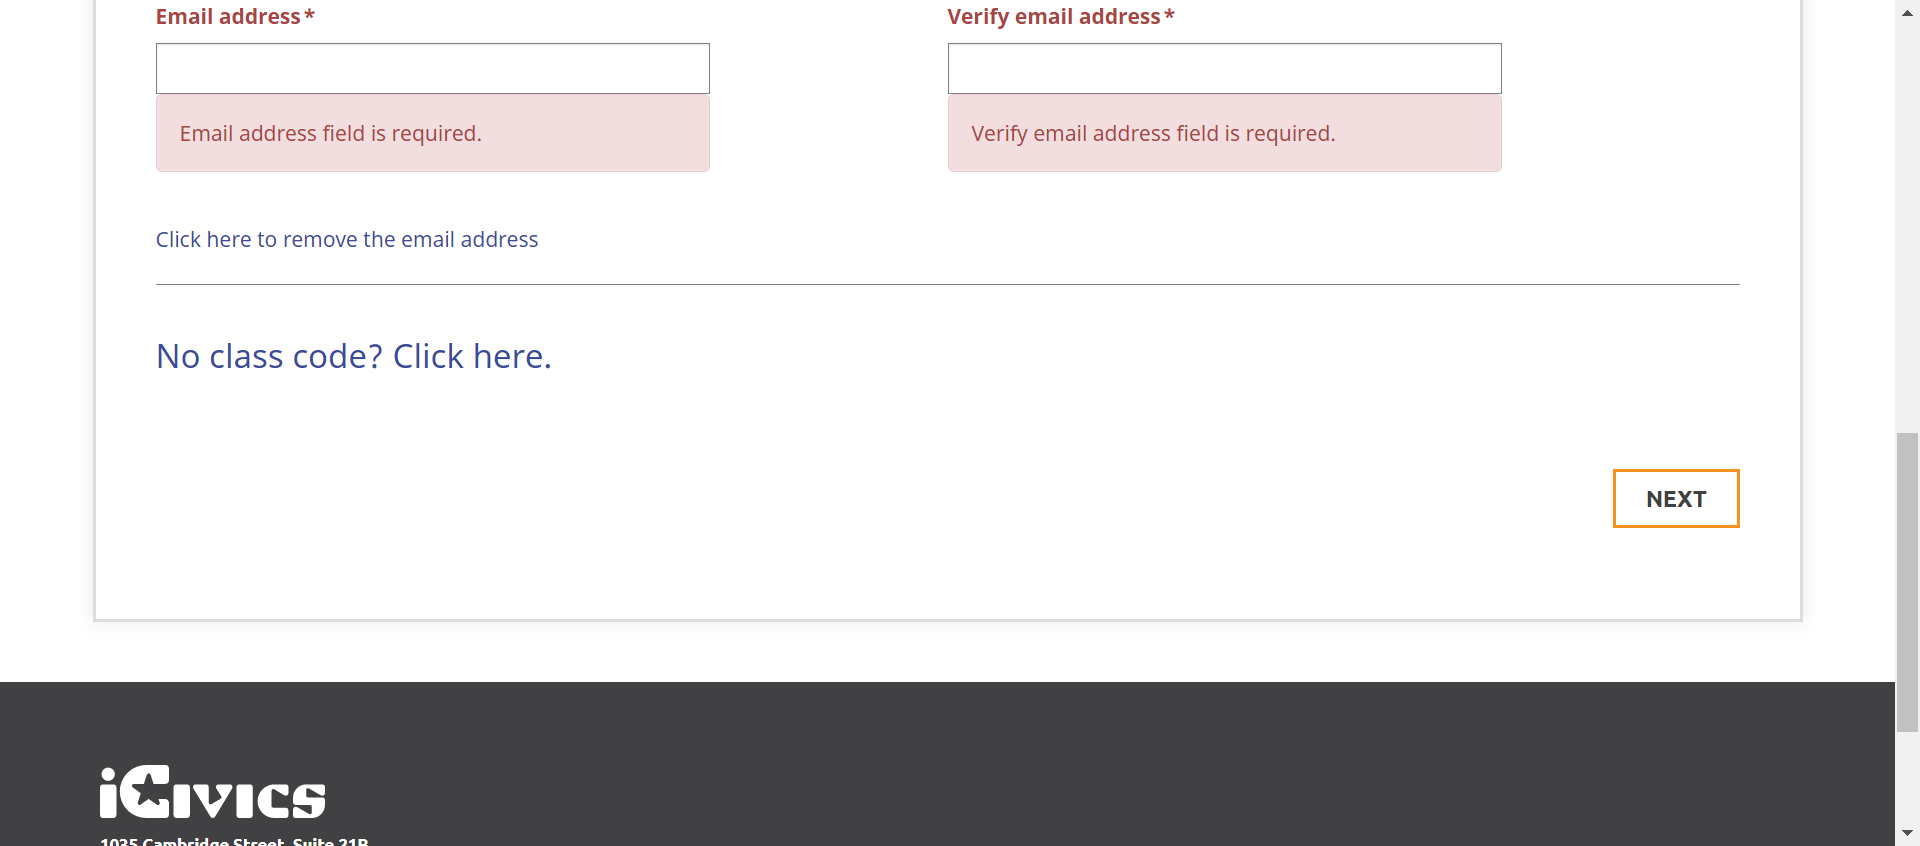 Email address*
Verify email address*
Email address field is required.
Verify email address field is required.
Click here to remove the email address
No class code? Click here.
NEXT
iCivics
1035 Cambridge Street, Suite 21B